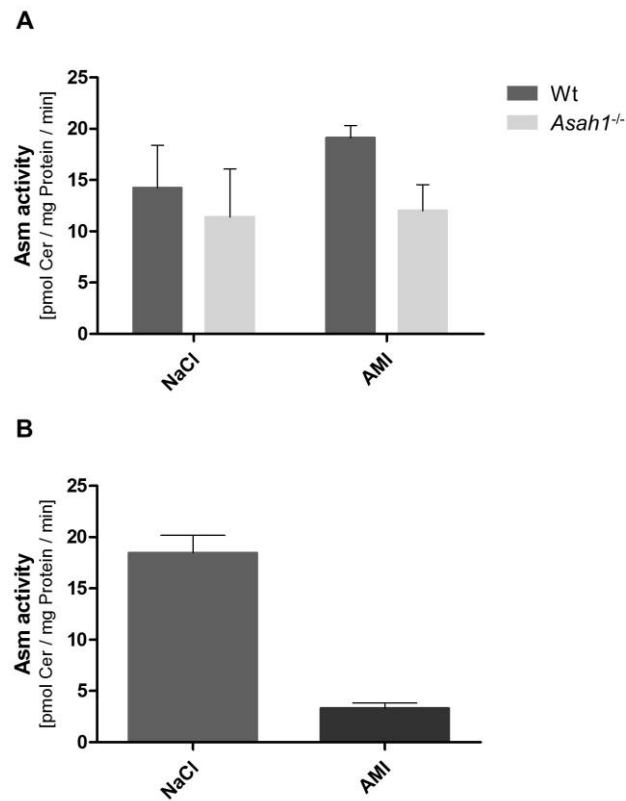 A
Asm activity
[pmol Cer / mg Protein / min]
25
20
15
10
5
0
NaCl
AMI
Wt
Asah1-/-
B
Asm activity
[pmol Cer / mg Protein / min]
25
20
15
10
5
0
NaCl
AMI